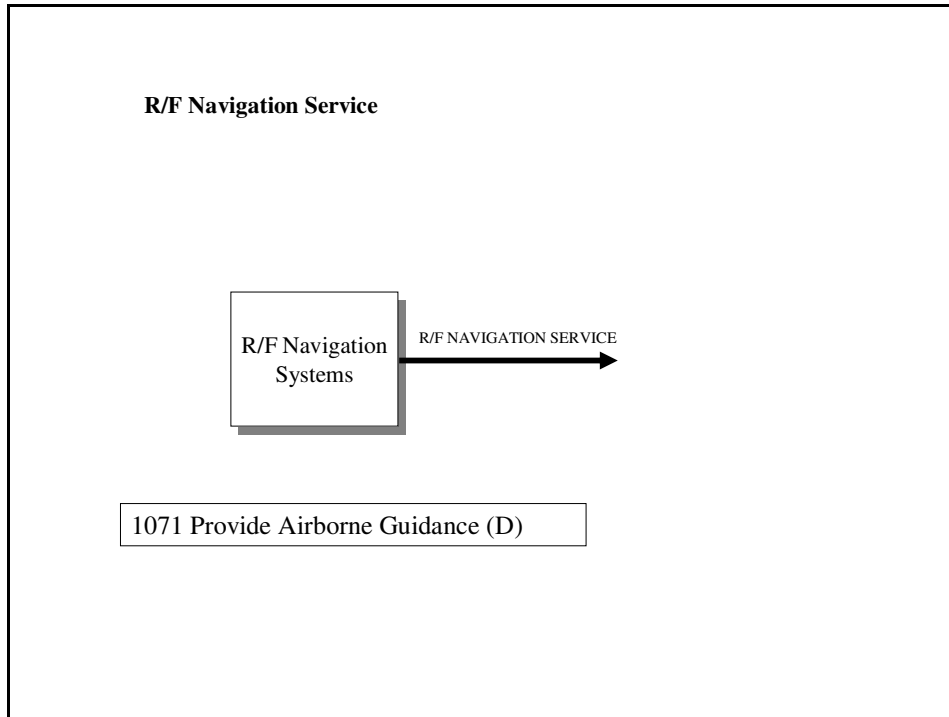 R/F Navigation Service
R/F Navigation
Systems
R/F NAVIGATION SERVICE
1071 Provide Airborne Guidance (D)